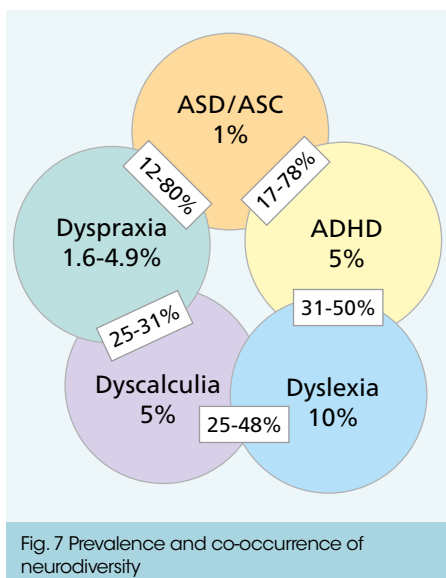 ASD/ASC
1%
12-80%
17-78%
Dyspraxia
1.6-4.9%
ADHD
5%
25-31%
31-50%
Dyscalculia
5%
25-48%
Dyslexia
10%
Fig. 7 Prevalence and co-occurrence of
neurodiversity